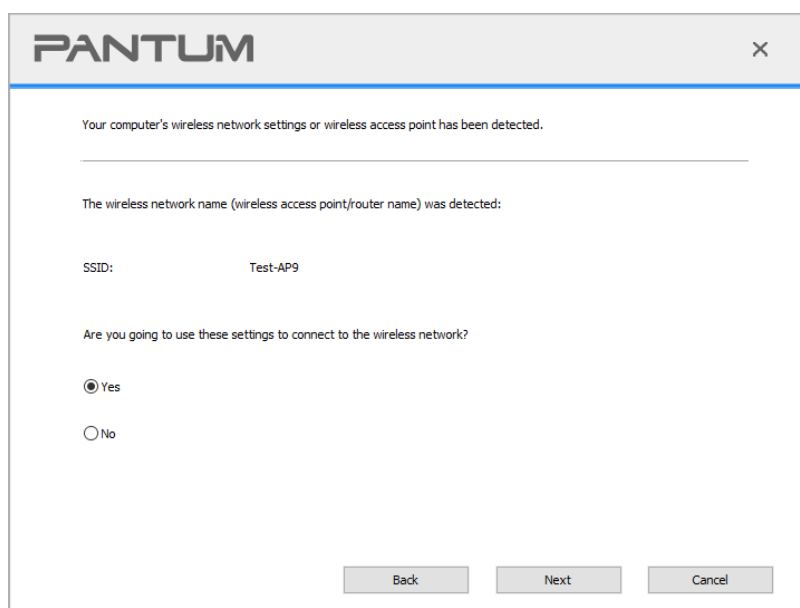 PANTUM
Your computer's wireless network settings or wireless access point has been detected.
The wireless network name (wireless access point/router name) was detected:
SSID: Test-AP9
Are you going to use these settings to connect to the wireless network?
Yes
No
Back Next Cancel